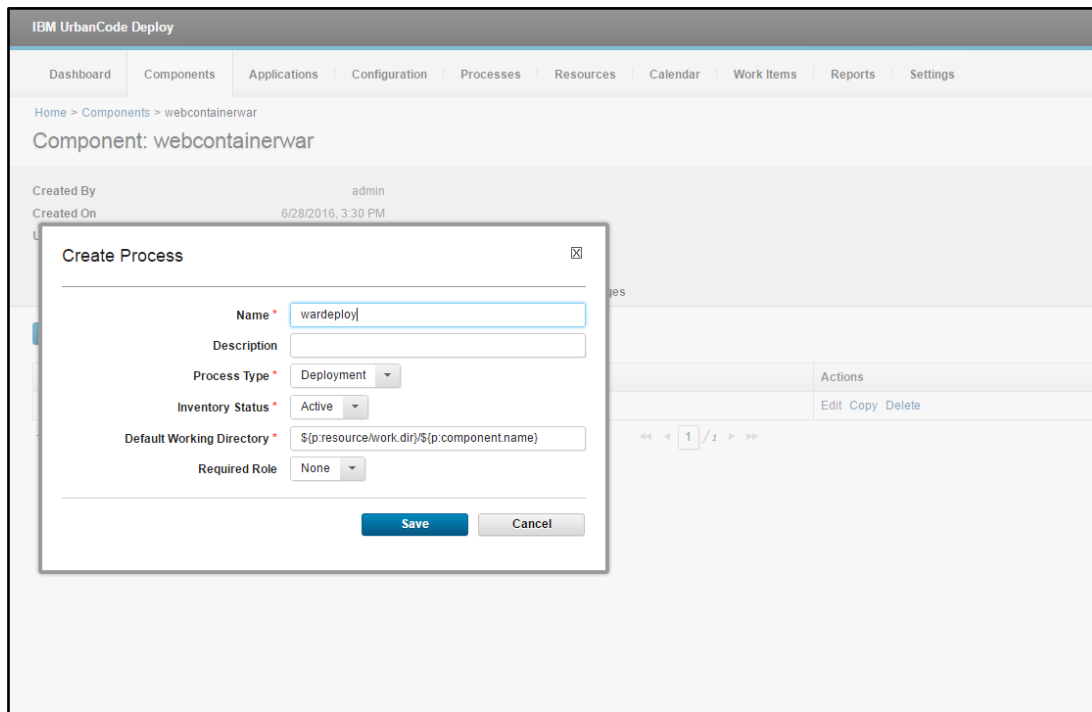 IBM UrbanCode Deploy
Dashboard Components Applications Configuration Processes Resources Calendar Work Items Reports Settings
Home > Components > webcontainerwar
Component: webcontainerwar
Created By admin
Created On 6/28/2016, 3:30 PM
Create Process
Name * wardeploy
Description
Process Type * Deployment
Inventory Status * Active
Default Working Directory * ${p:resource/work.dir}/${p:component.name}
Required Role None
Save Cancel
Actions
Edit Copy Delete
1 / 1